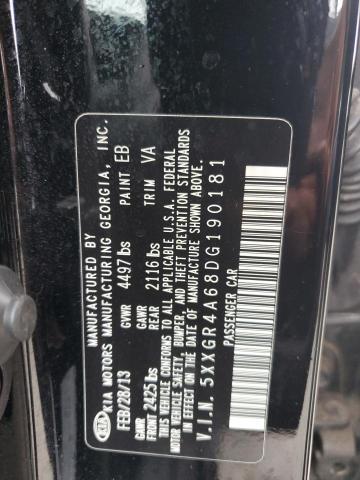 MANUFACTURED BY
KIA KIA MOTORS MANUFACTURING GEORGIA, INC.
FEB/28/13 GVWR 4497 lbs PAINT EB
GAWR FRONT 2425 lbs GAWR REAR 2116 lbs TRIM VA
THIS VEHICLE CONFORMS TO ALL APPLICABLE U.S.A. FEDERAL
MOTOR VEHICLE SAFETY, BUMPER, AND THEFT PREVENTION STANDARDS
IN EFFECT ON THE DATE OF MANUFACTURE SHOWN ABOVE.
V.I.N. 5XXGR4A68DG190181
PASSENGER CAR